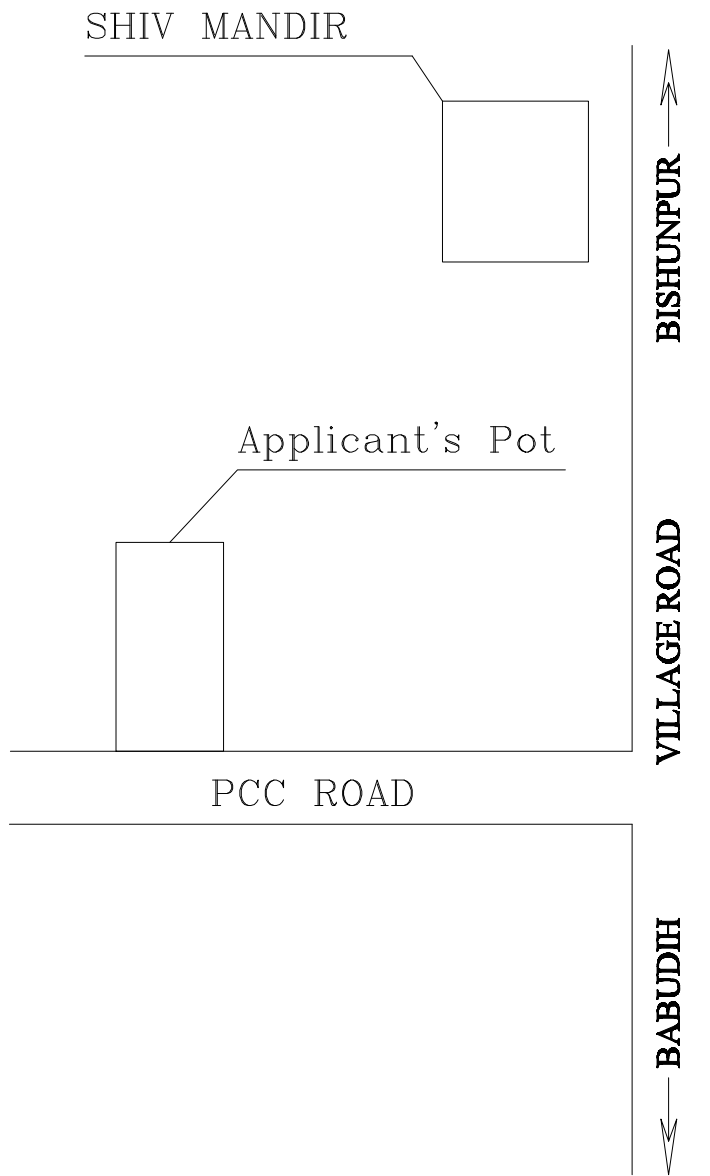 SHIV MANDIR
BISHUNPUR
Applicant's Pot
VILLAGE ROAD
PCC ROAD
BABUDIH